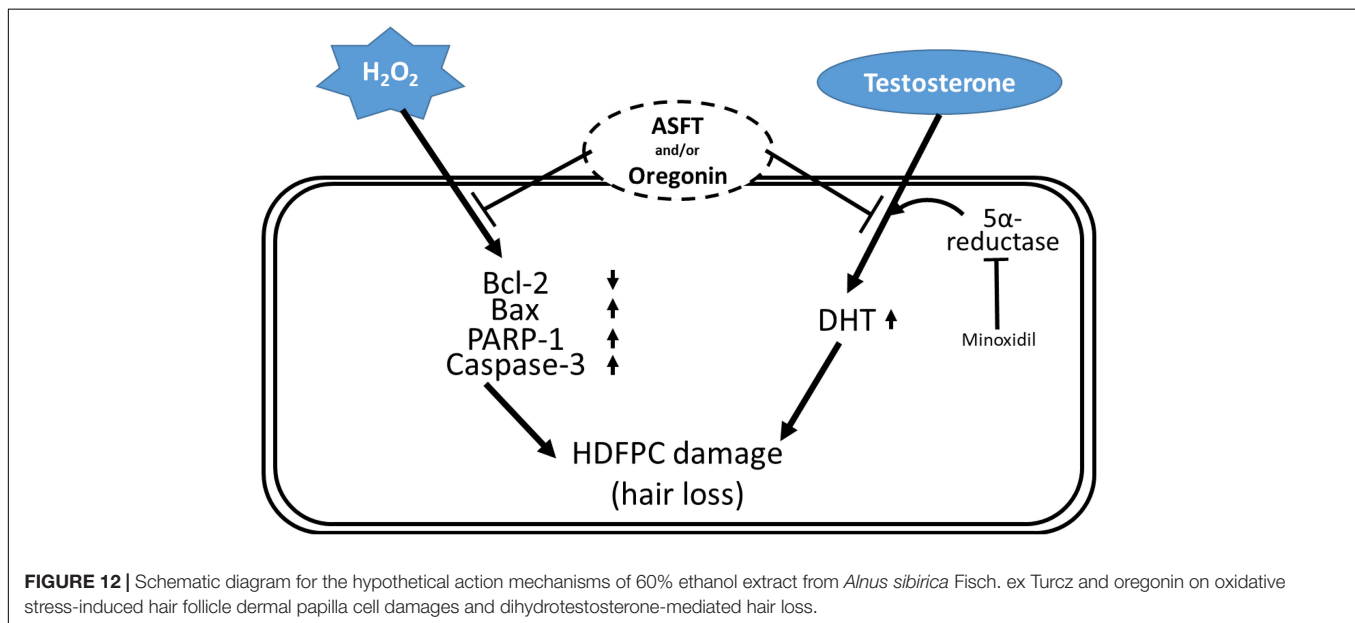 H₂O₂
Testosterone
ASFT
and/or
Oregonin
5α-
reductase
Minoxidil
Bcl-2
Bax
PARP-1
Caspase-3
DHT
HDFPC damage
(hair loss)
FIGURE 12 | Schematic diagram for the hypothetical action mechanisms of 60% ethanol extract from Alnus sibirica Fisch. ex Turcz and oregonin on oxidative
stress-induced hair follicle dermal papilla cell damages and dihydrotestosterone-mediated hair loss.